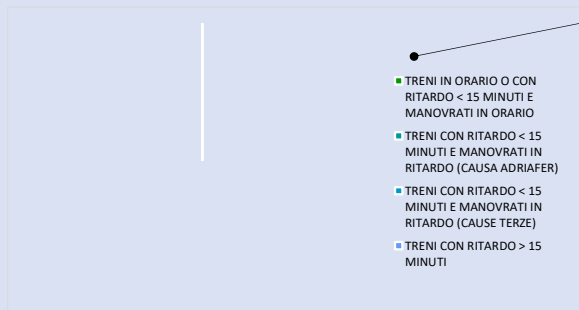 TRENI IN ORARIO O CON
RITARDO < 15 MINUTI E
MANOVRATI IN ORARIO
TRENI CON RITARDO < 15
MINUTI E MANOVRATI IN
RITARDO (CAUSA ADRIAFER)
TRENI CON RITARDO < 15
MINUTI E MANOVRATI IN
RITARDO (CAUSE TERZE)
TRENI CON RITARDO > 15
MINUTI